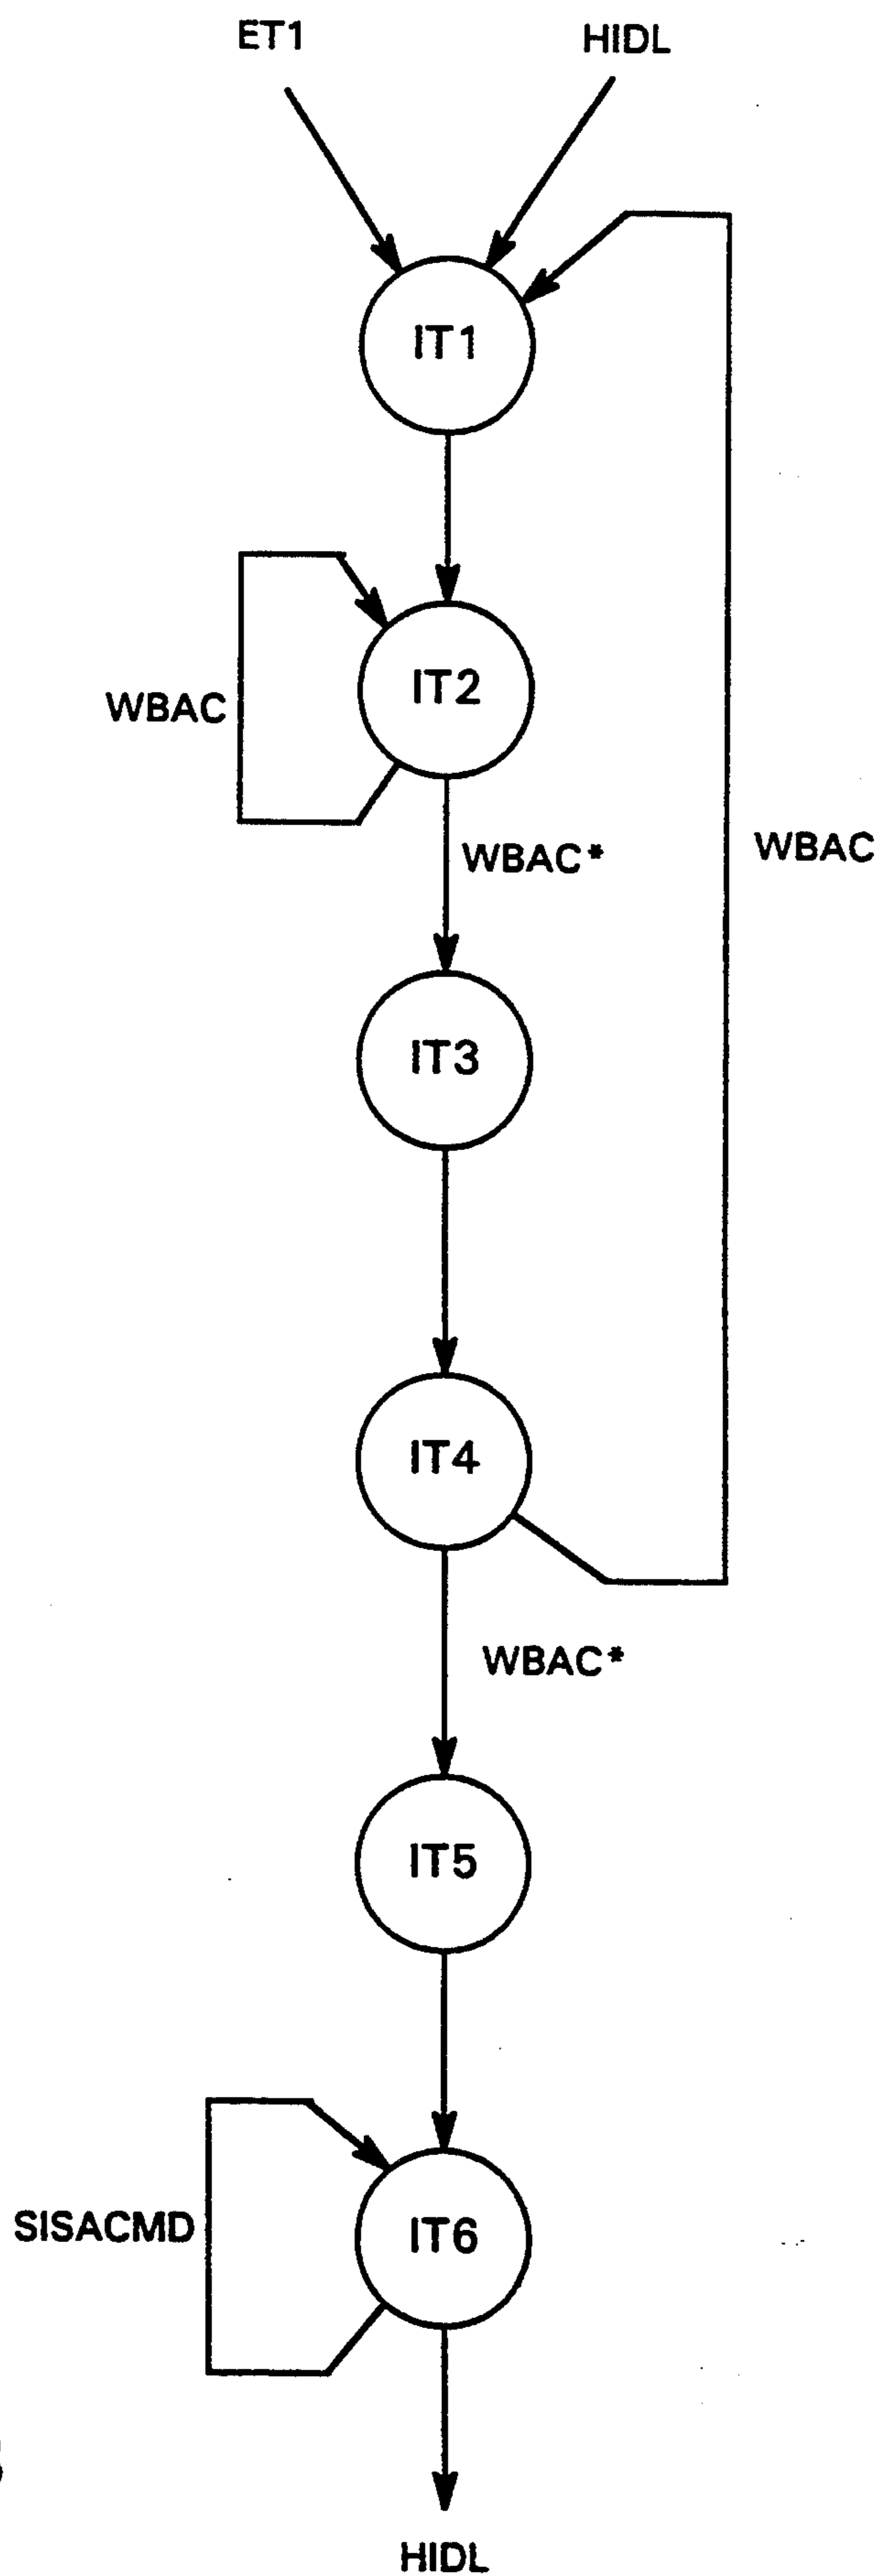 ET1
HIDL
IT1
IT2
WBAC
WBAC*
WBAC
IT3
IT4
WBAC*
IT5
SISACMD
IT6
HIDL